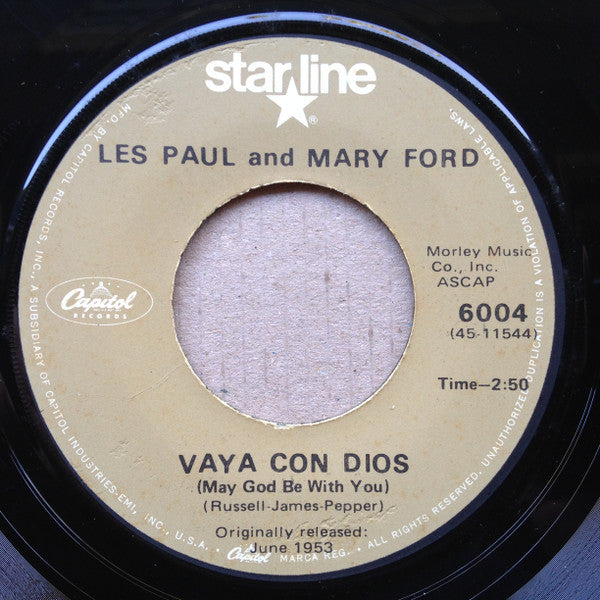 starline
®
LES PAUL and MARY FORD
Morley Music
Co., Inc.
ASCAP
Capitol
RECORDS
6004
(45-11544)
Time—2:50
VAYA CON DIOS
(May God Be With You)
(Russell-James-Pepper)
Originally released:
June 1953
MFD. BY CAPITOL RECORDS, INC., A SUBSIDIARY OF CAPITOL INDUSTRIES-EMI, INC., U.S.A. · Capitol MARCA REG. · ALL RIGHTS RESERVED. UNAUTHORIZED DUPLICATION IS A VIOLATION OF APPLICABLE LAWS.